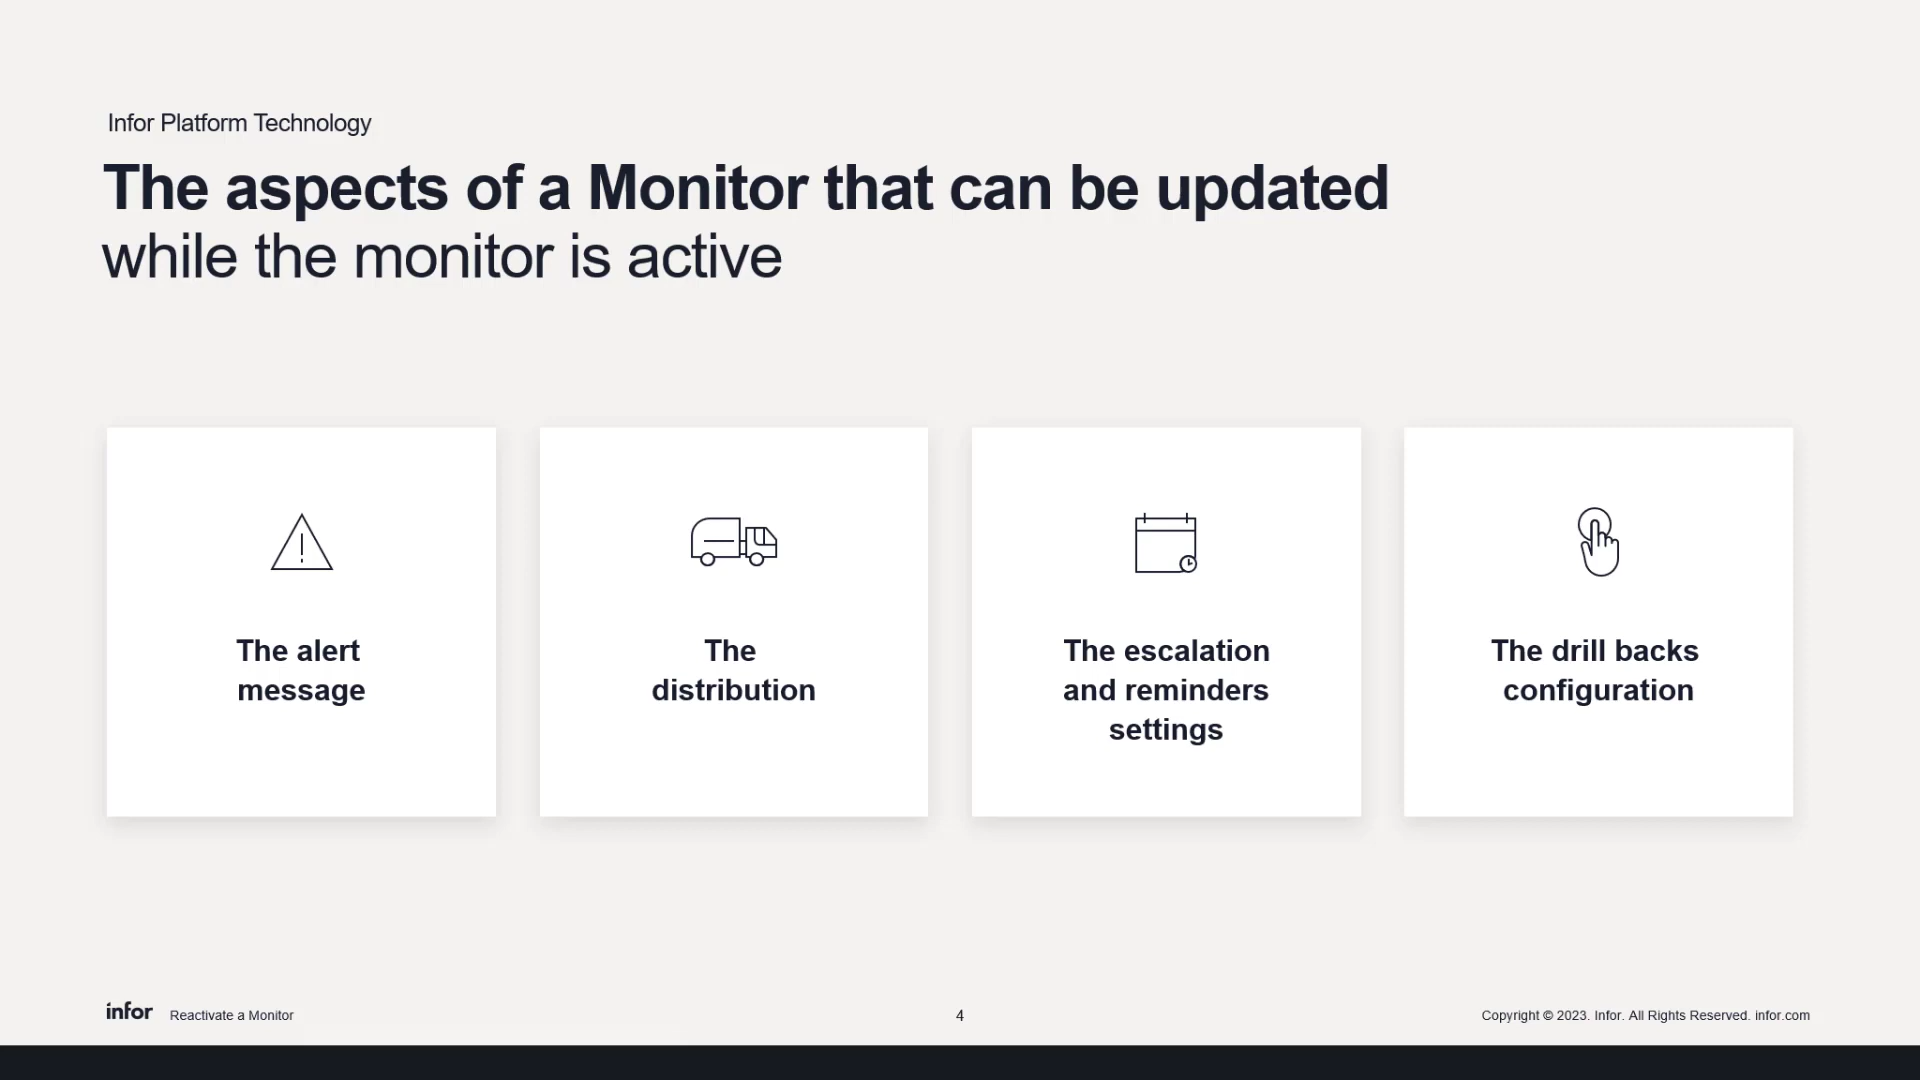 Infor Platform Technology
The aspects of a Monitor that can be updated
while the monitor is active
The alert
message
The
distribution
The escalation
and reminders
settings
The drill backs
configuration
infor
Reactivate a Monitor
4
Copyright © 2023. Infor. All Rights Reserved. infor.com